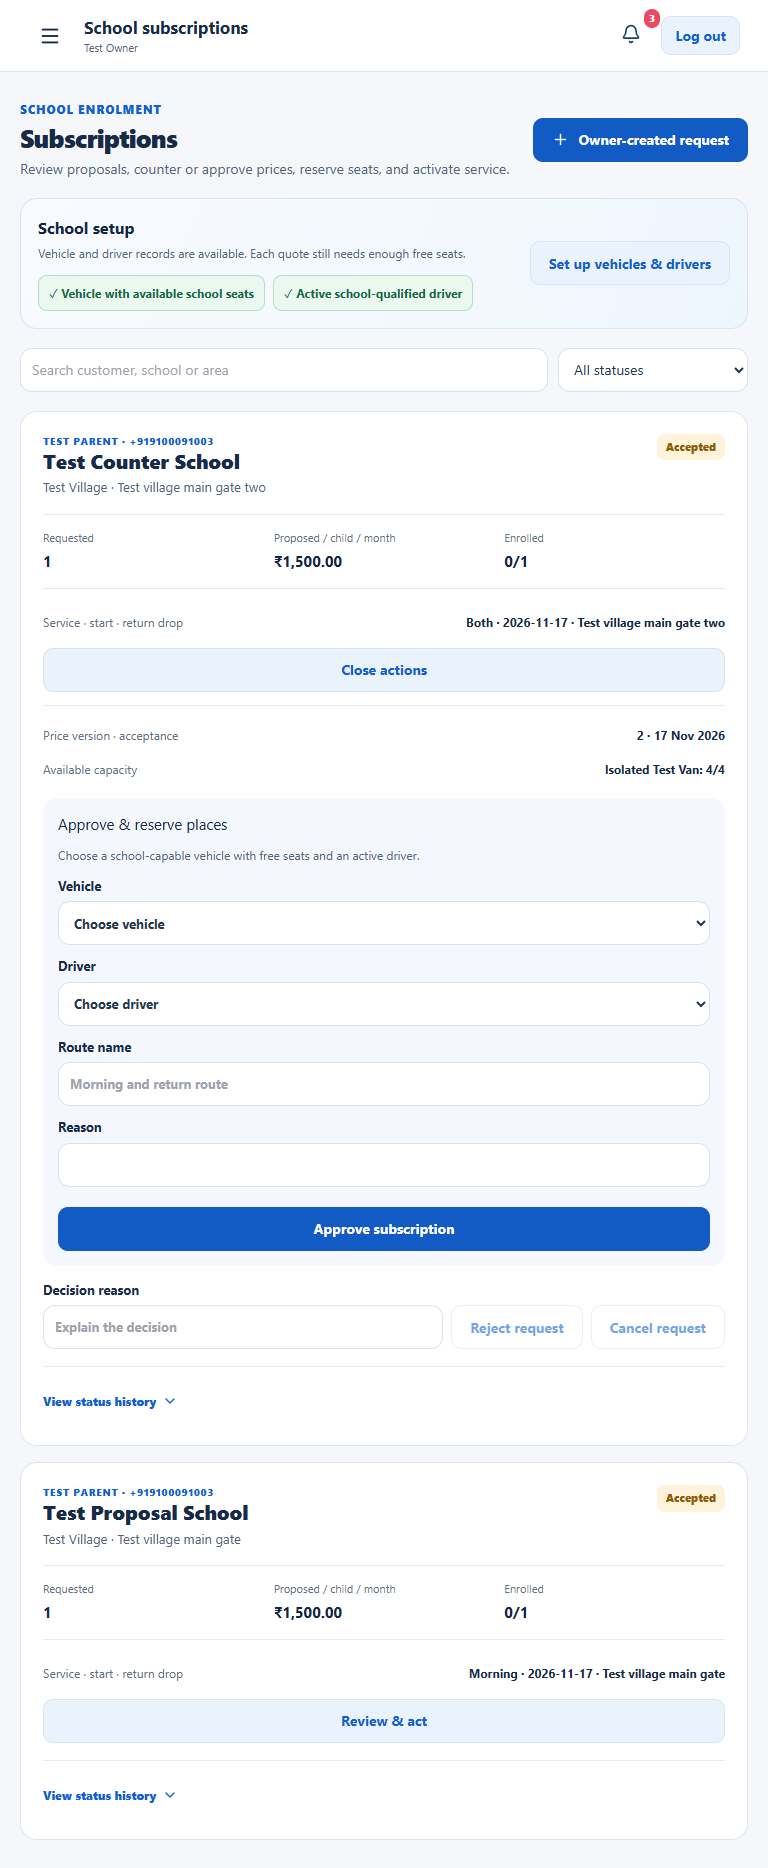 School subscriptions
Test Owner
3
Log out
SCHOOL ENROLMENT
Subscriptions
Review proposals, counter or approve prices, reserve seats, and activate service.
+ Owner-created request
School setup
Vehicle and driver records are available. Each quote still needs enough free seats.
✓ Vehicle with available school seats
✓ Active school-qualified driver
Set up vehicles & drivers
Search customer, school or area
All statuses
TEST PARENT · +919100091003
Test Counter School
Test Village · Test village main gate two
Accepted
Requested
1
Proposed / child / month
₹1,500.00
Enrolled
0/1
Service · start · return drop
Both · 2026-11-17 · Test village main gate two
Close actions
Price version · acceptance
2 · 17 Nov 2026
Available capacity
Isolated Test Van: 4/4
Approve & reserve places
Choose a school-capable vehicle with free seats and an active driver.
Vehicle
Choose vehicle
Driver
Choose driver
Route name
Morning and return route
Reason
Approve subscription
Decision reason
Explain the decision
Reject request
Cancel request
View status history
TEST PARENT · +919100091003
Test Proposal School
Test Village · Test village main gate
Accepted
Requested
1
Proposed / child / month
₹1,500.00
Enrolled
0/1
Service · start · return drop
Morning · 2026-11-17 · Test village main gate
Review & act
View status history